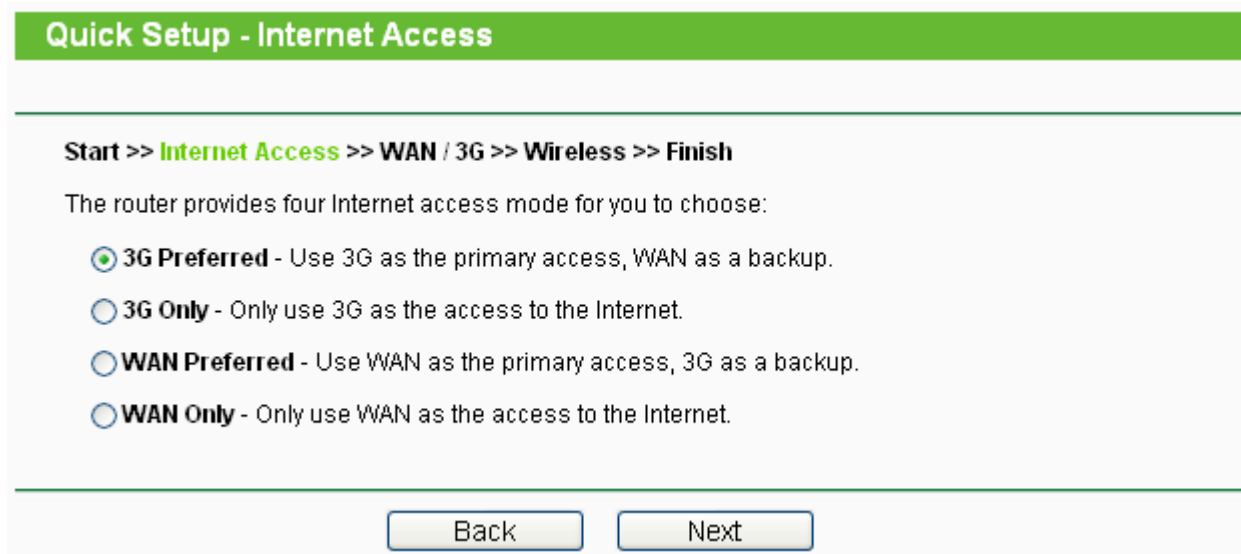 Quick Setup - Internet Access
Start >> Internet Access >> WAN / 3G >> Wireless >> Finish
The router provides four Internet access mode for you to choose:
3G Preferred - Use 3G as the primary access, WAN as a backup.
3G Only - Only use 3G as the access to the Internet.
WAN Preferred - Use WAN as the primary access, 3G as a backup.
WAN Only - Only use WAN as the access to the Internet.
Back Next